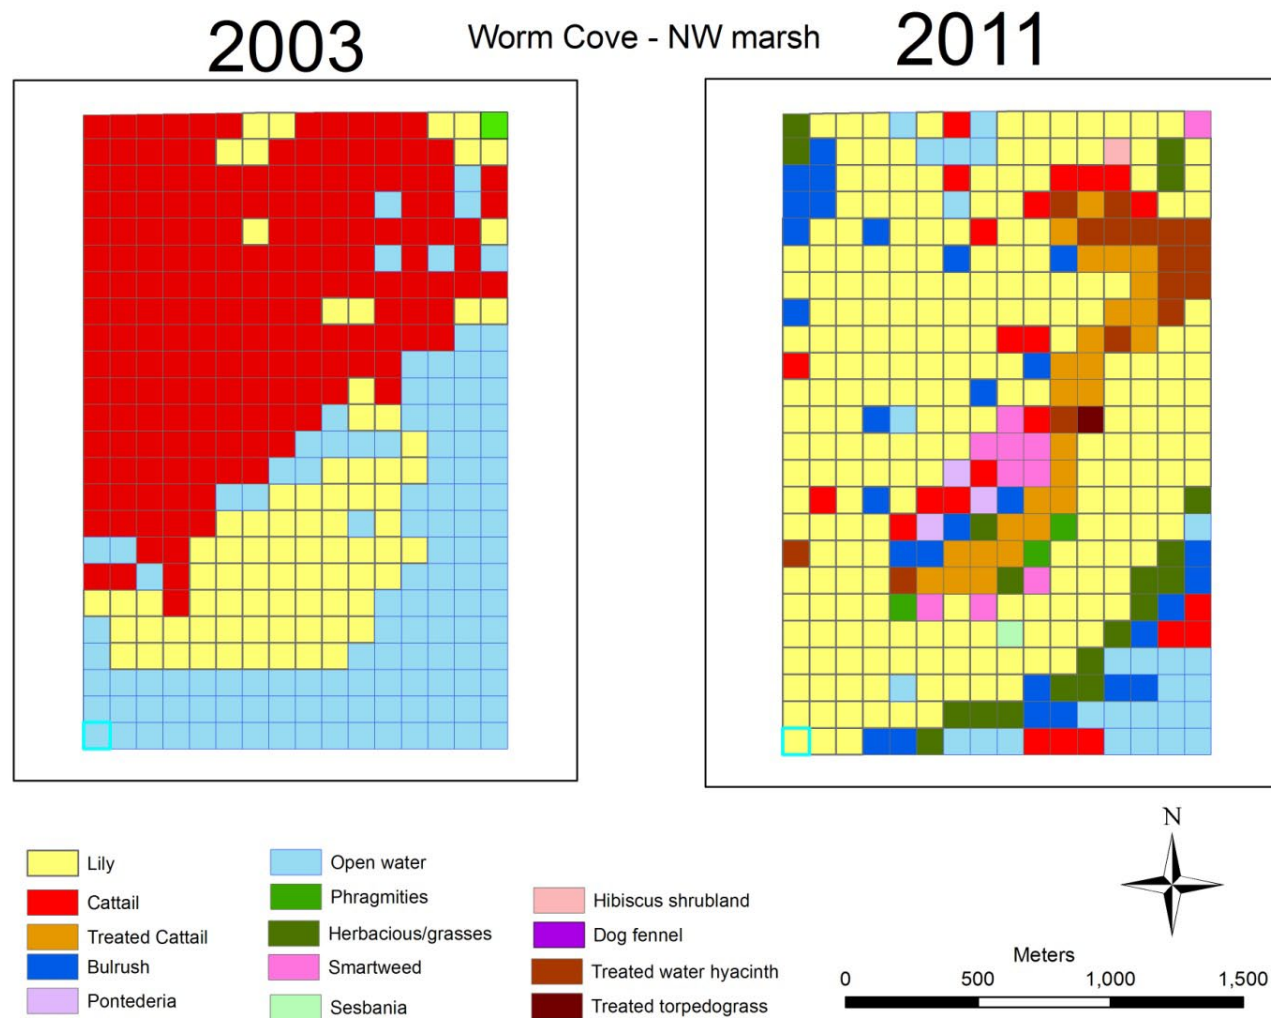 2003 Worm Cove - NW marsh 2011
Lily
Cattail
Treated Cattail
Bulrush
Pontederia
Open water
Phragmities
Herbacious/grasses
Smartweed
Sesbania
Hibiscus shrubland
Dog fennel
Treated water hyacinth
Treated torpedograss
N
Meters
0 500 1,000 1,500